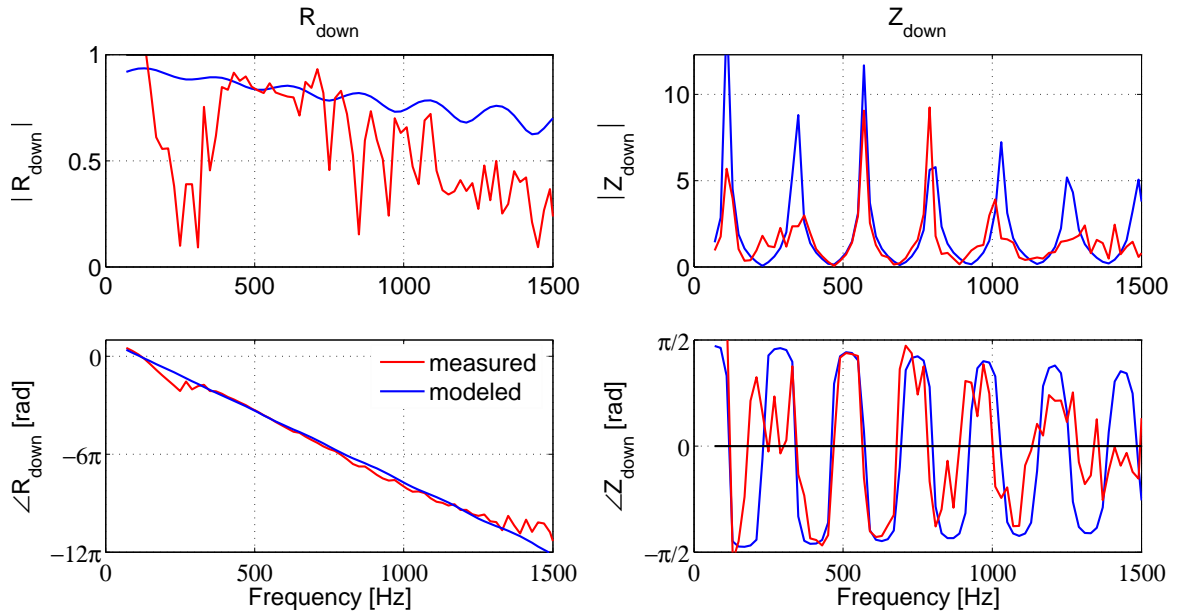 R_down
Z_down
|R_down|
1
0.5
0
0
500
1000
1500
|Z_down|
10
5
0
0
500
1000
1500
∠R_down [rad]
0
−6π
−12π
measured
modeled
0
500
1000
1500
Frequency [Hz]
∠Z_down [rad]
π/2
0
−π/2
0
500
1000
1500
Frequency [Hz]